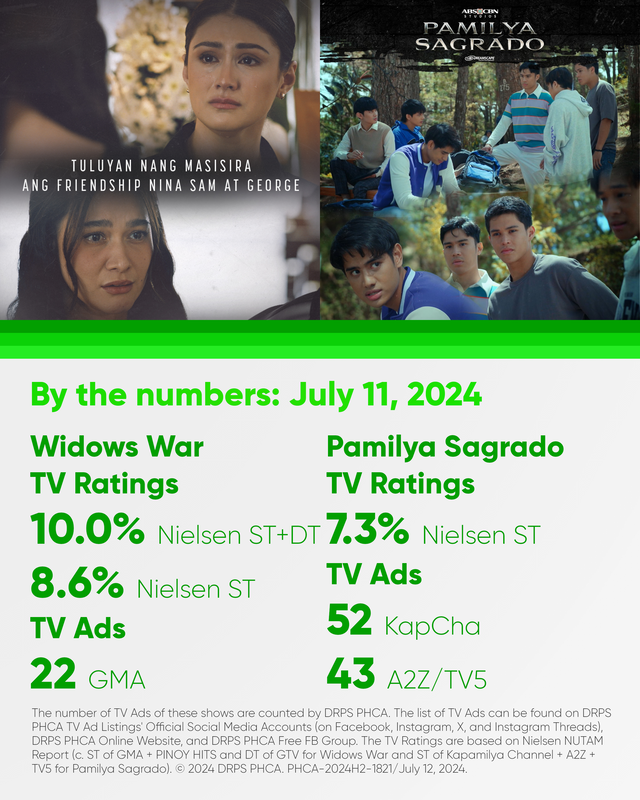 TULUYAN NANG MASISIRA
ANG FRIENDSHIP NINA SAM AT GEORGE
ABS-CBN
STUDIOS
PAMILYA
SAGRADO
DREAMSCAPE
By the numbers: July 11, 2024
Widows War
TV Ratings
10.0% Nielsen ST+DT
8.6% Nielsen ST
TV Ads
22 GMA
Pamilya Sagrado
TV Ratings
7.3% Nielsen ST
TV Ads
52 KapCha
43 A2Z/TV5
The number of TV Ads of these shows are counted by DRPS PHCA. The list of TV Ads can be found on DRPS
PHCA TV Ad Listings' Official Social Media Accounts (on Facebook, Instagram, X, and Instagram Threads),
DRPS PHCA Online Website, and DRPS PHCA Free FB Group. The TV Ratings are based on Nielsen NUTAM
Report (c. ST of GMA + PINOY HITS and DT of GTV for Widows War and ST of Kapamilya Channel + A2Z +
TV5 for Pamilya Sagrado). © 2024 DRPS PHCA. PHCA-2024H2-1821/July 12, 2024.